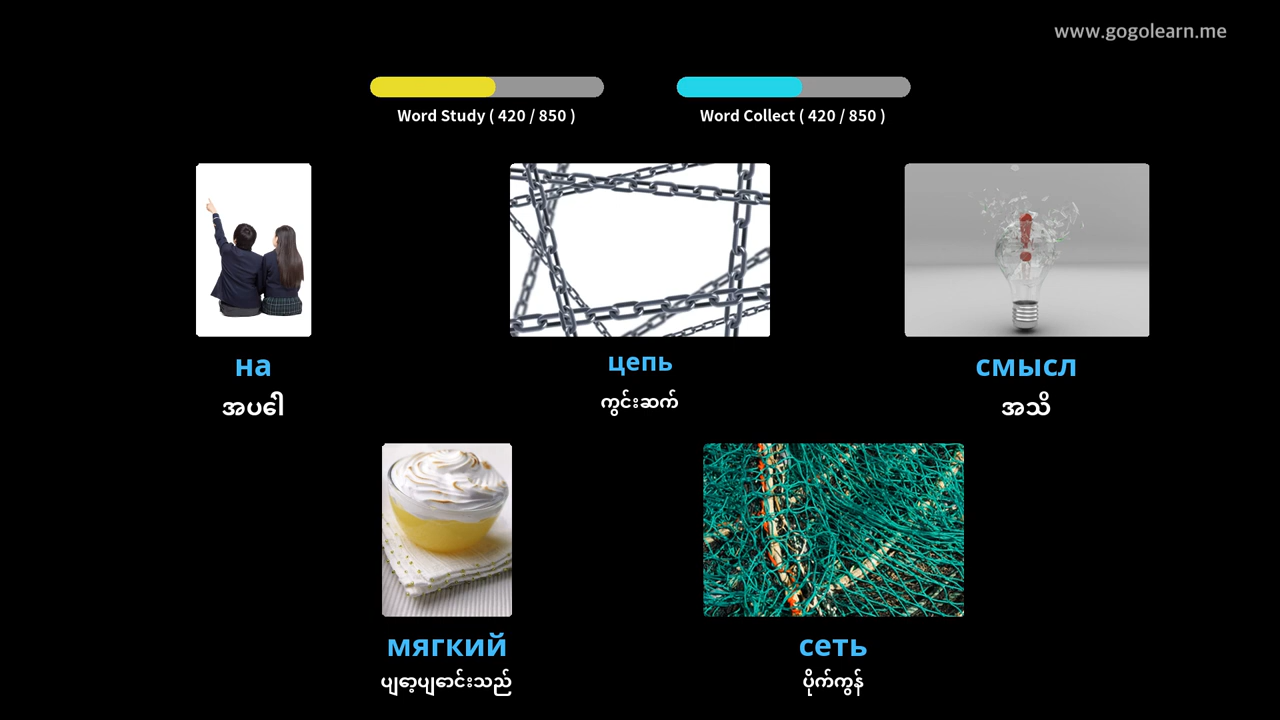 www.gogolearn.me
Word Study ( 420 / 850 )
Word Collect ( 420 / 850 )
на
цепь
смысл
အပေါ်
ကွင်းဆက်
အသိ
мягкий
сеть
ပျော့ပျောင်းသည်
ပိုက်ကွန်